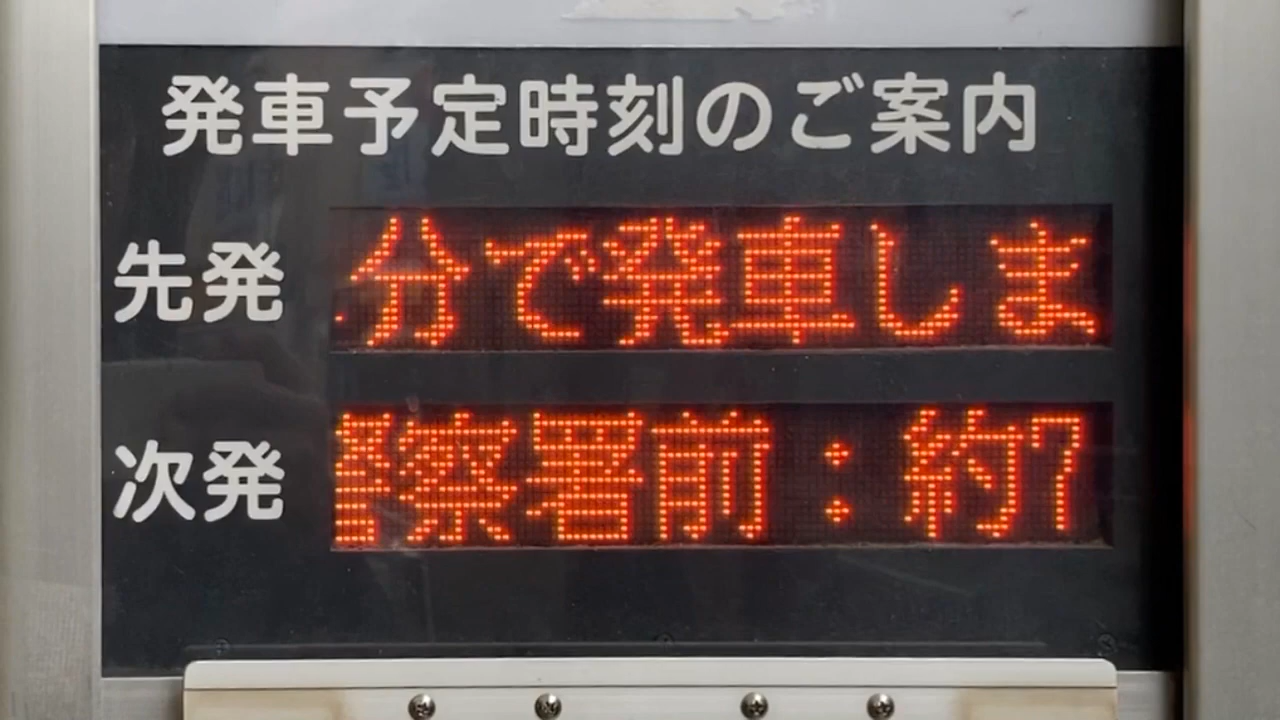 発車予定時刻のご案内
先発 分で発車しま
次発 警察署前：約7